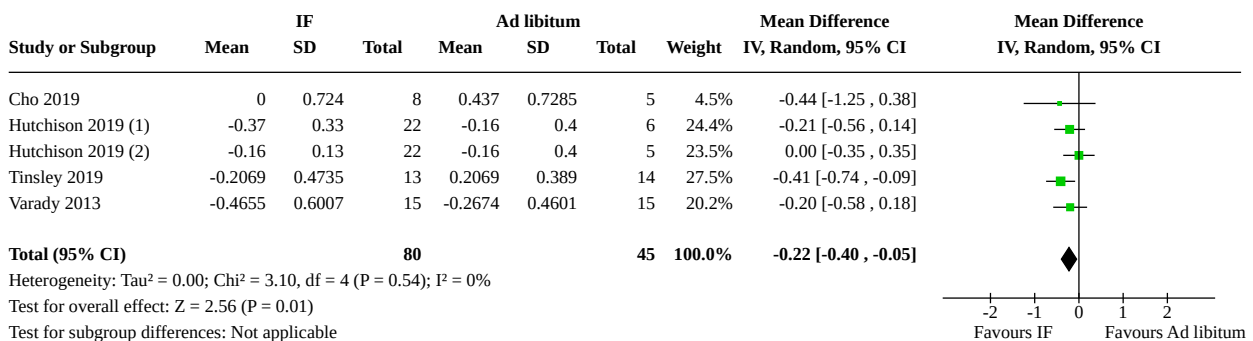 IF Ad libitum Mean Difference Mean Difference
Study or Subgroup Mean SD Total Mean SD Total Weight IV, Random, 95% CI IV, Random, 95% CI
Cho 2019 0 0.724 8 0.437 0.7285 5 4.5% -0.44 [-1.25 , 0.38]
Hutchison 2019 (1) -0.37 0.33 22 -0.16 0.4 6 24.4% -0.21 [-0.56 , 0.14]
Hutchison 2019 (2) -0.16 0.13 22 -0.16 0.4 5 23.5% 0.00 [-0.35 , 0.35]
Tinsley 2019 -0.2069 0.4735 13 0.2069 0.389 14 27.5% -0.41 [-0.74 , -0.09]
Varady 2013 -0.4655 0.6007 15 -0.2674 0.4601 15 20.2% -0.20 [-0.58 , 0.18]
Total (95% CI) 80 45 100.0% -0.22 [-0.40 , -0.05]
Heterogeneity: Tau² = 0.00; Chi² = 3.10, df = 4 (P = 0.54); I² = 0%
Test for overall effect: Z = 2.56 (P = 0.01)
-2 -1 0 1 2
Test for subgroup differences: Not applicable
Favours IF Favours Ad libitum